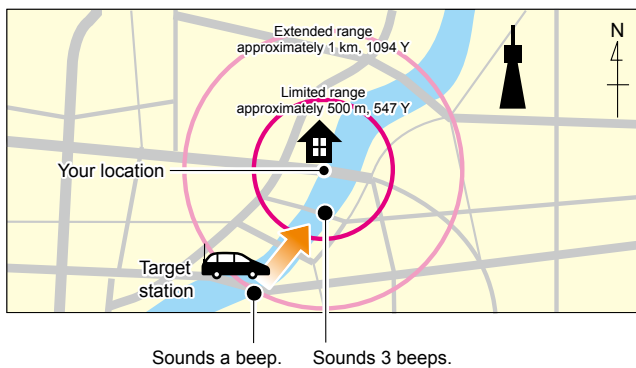 Extended range
approximately 1 km, 1094 Y
N
Limited range
approximately 500 m, 547 Y
Your location
Target
station
Sounds a beep.
Sounds 3 beeps.